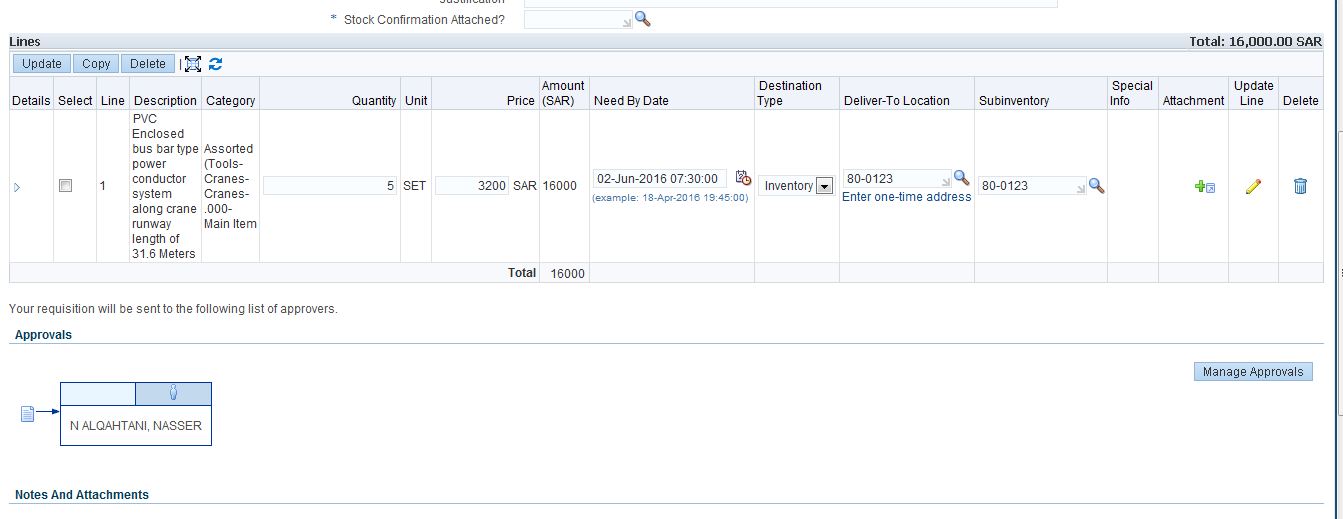 Justification
* Stock Confirmation Attached?
Lines
Total: 16,000.00 SAR
Update Copy Delete
Details Select Line Description Category Quantity Unit Price Amount (SAR) Need By Date Destination Type Deliver-To Location Subinventory Special Info Attachment Update Line Delete
1
PVC
Enclosed
bus bar type
power
conductor
system
along crane
runway
length of
31.6 Meters
Assorted
(Tools-
Cranes-
Cranes-
.000-
Main Item
5 SET 3200 SAR 16000
02-Jun-2016 07:30:00
(example: 18-Apr-2016 19:45:00)
Inventory
80-0123
Enter one-time address
80-0123
Total 16000
Your requisition will be sent to the following list of approvers.
Approvals
Manage Approvals
N ALQAHTANI, NASSER
Notes And Attachments